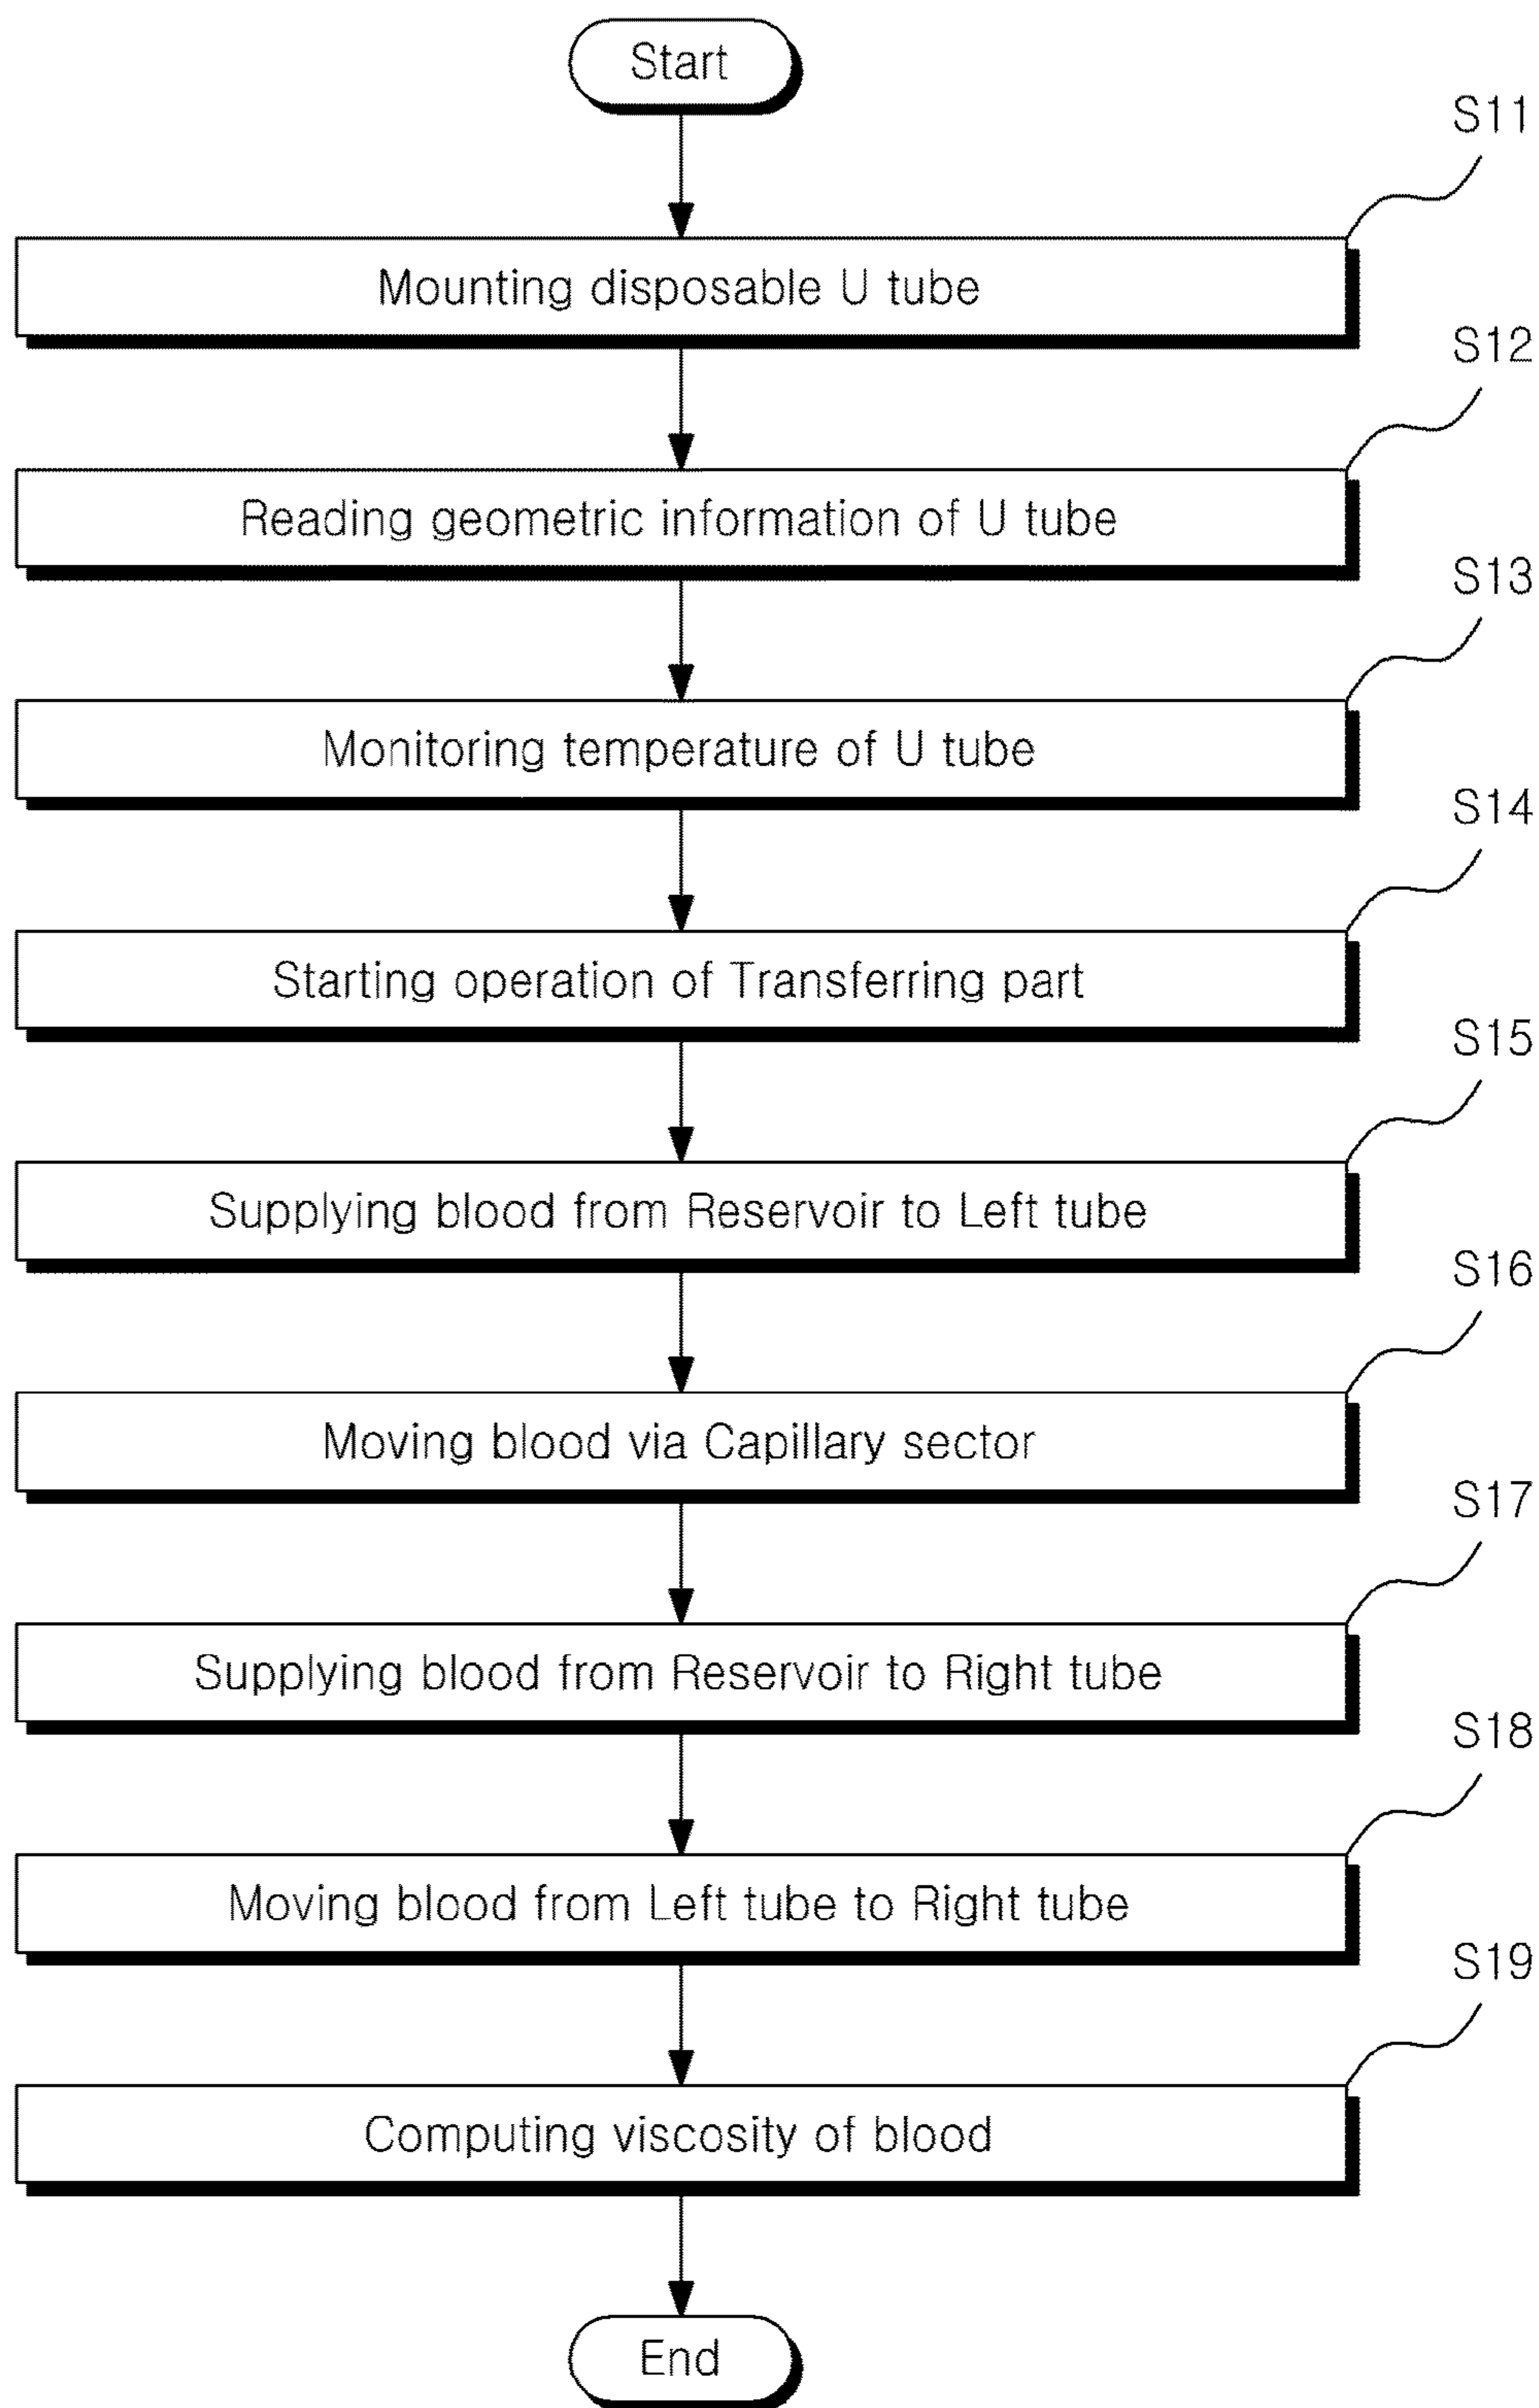 Start
S11
Mounting disposable U tube
S12
Reading geometric information of U tube
S13
Monitoring temperature of U tube
S14
Starting operation of Transferring part
S15
Supplying blood from Reservoir to Left tube
S16
Moving blood via Capillary sector
S17
Supplying blood from Reservoir to Right tube
S18
Moving blood from Left tube to Right tube
S19
Computing viscosity of blood
End